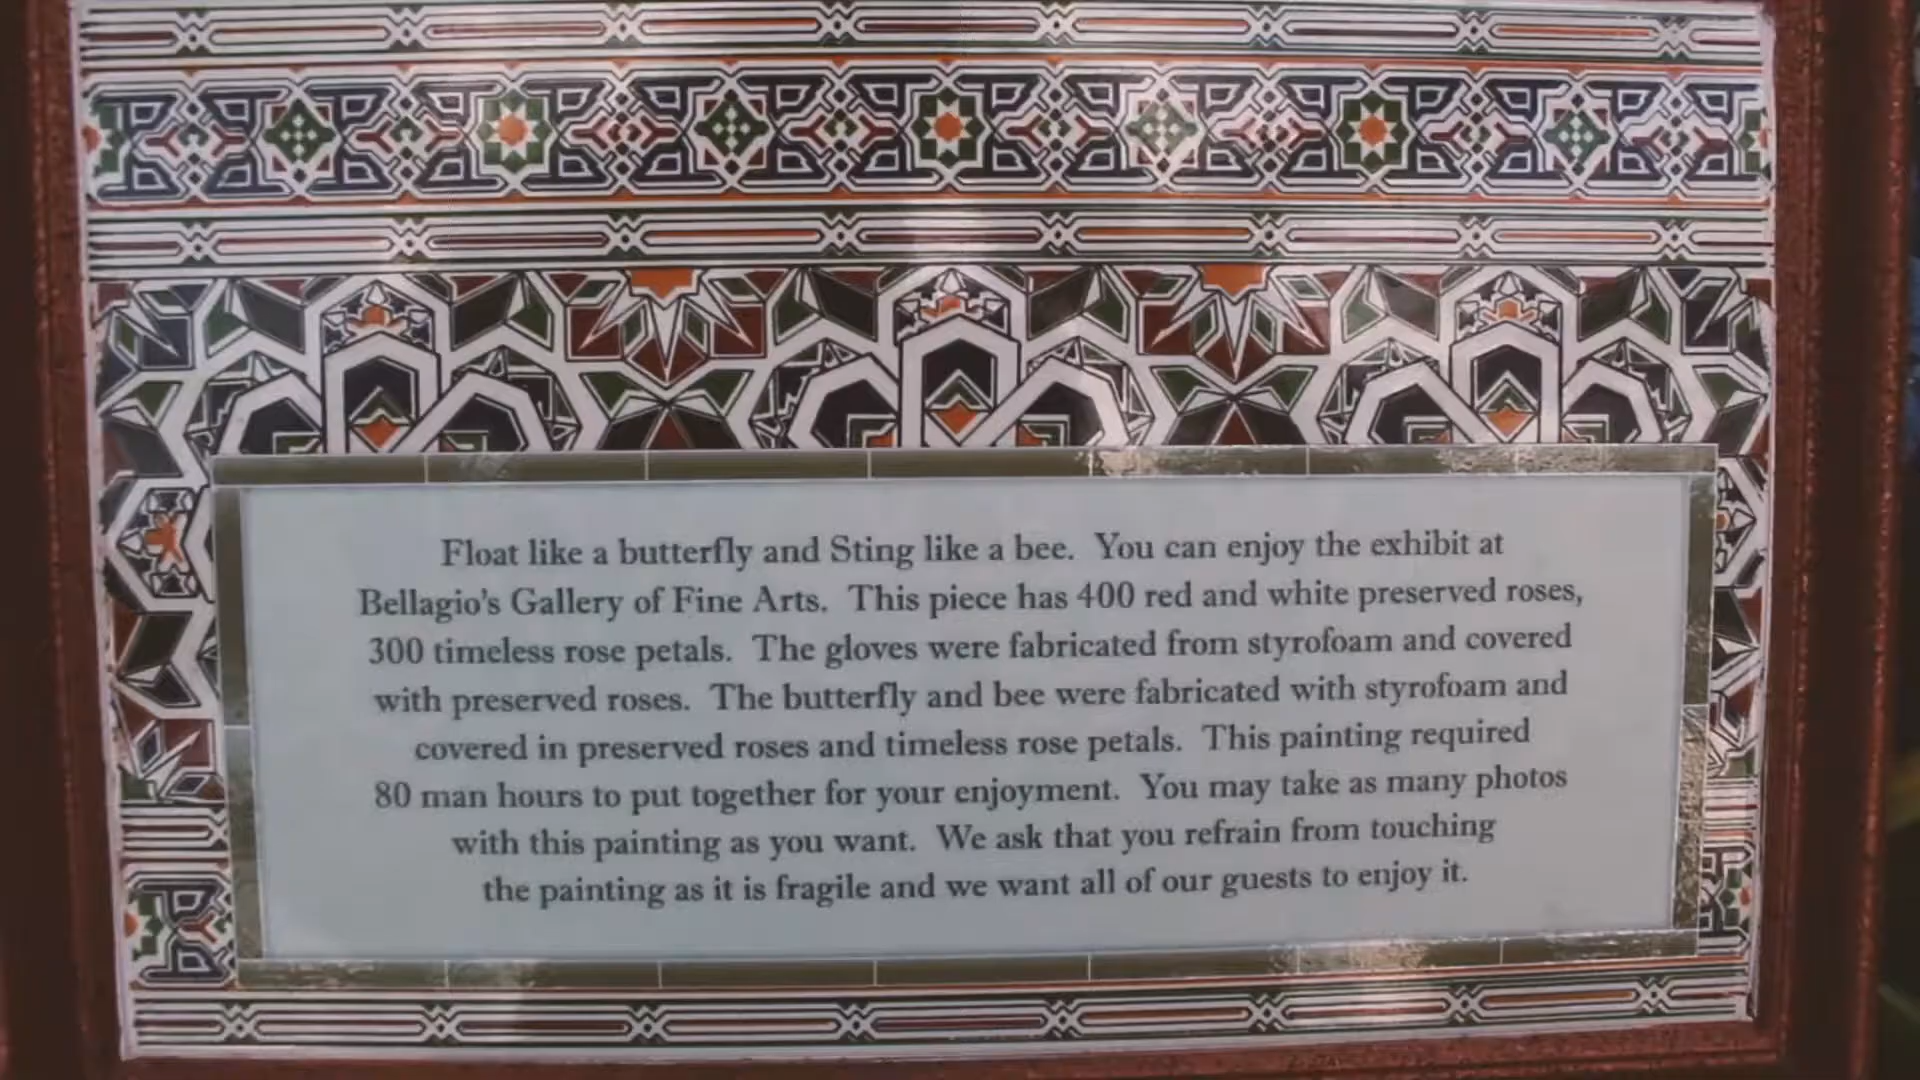 Float like a butterfly and Sting like a bee. You can enjoy the exhibit at
Bellagio's Gallery of Fine Arts. This piece has 400 red and white preserved roses,
300 timeless rose petals. The gloves were fabricated from styrofoam and covered
with preserved roses. The butterfly and bee were fabricated with styrofoam and
covered in preserved roses and timeless rose petals. This painting required
80 man hours to put together for your enjoyment. You may take as many photos
with this painting as you want. We ask that you refrain from touching
the painting as it is fragile and we want all of our guests to enjoy it.